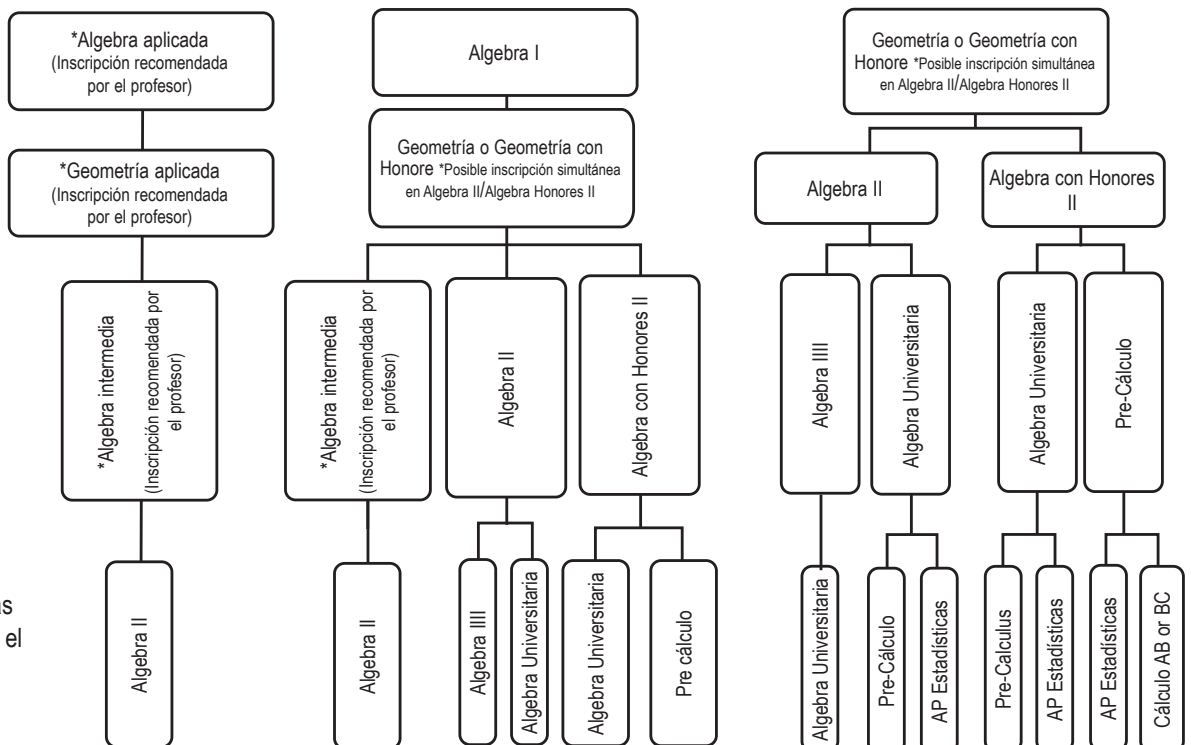 *Algebra aplicada
(Inscripción recomendada
por el profesor)
*Geometría aplicada
(Inscripción recomendada
por el profesor)
*Algebra intermedia
(Inscripción recomendada por
el profesor)
Algebra II
as
el
Algebra I
Geometría o Geometría con
Honore *Posible inscripción simultánea
en Algebra II/Algebra Honores II
*Algebra intermedia
(Inscripción recomendada por
el profesor)
Algebra II
Algebra con Honores II
Algebra II
Algebra IIII
Algebra Universitaria
Algebra Universitaria
Pre cálculo
Geometría o Geometría con
Honore *Posible inscripción simultánea
en Algebra II/Algebra Honores II
Algebra II
Algebra con Honores
II
Algebra IIII
Algebra Universitaria
Algebra Universitaria
Pre-Cálculo
Algebra Universitaria
Pre-Cálculo
AP Estadísticas
Pre-Calculus
AP Estadísticas
AP Estadísticas
Cálculo AB or BC